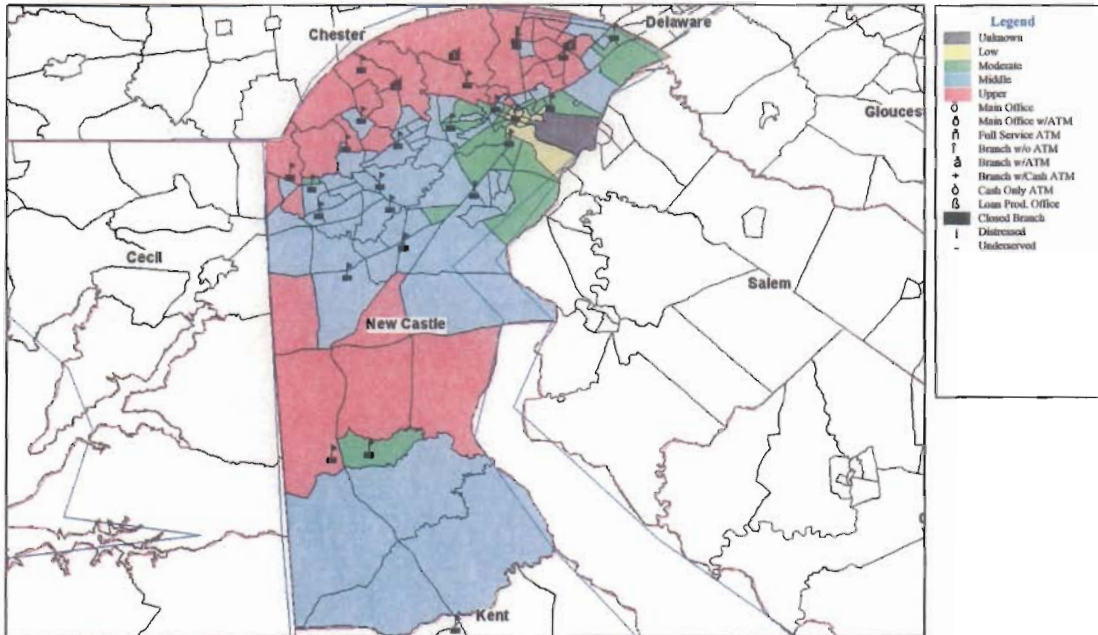 Chester
Delaware
Glouces
Cecil
Salem
New Castle
Kent
Legend
Unknown
Low
Moderate
Middle
Upper
Main Office
Main Office w/ATM
Full Service ATM
Branch w/o ATM
Branch w/ATM
Branch w/Cash ATM
Cash Only ATM
Loan Prod. Office
Closed Branch
Distressed
Underserved